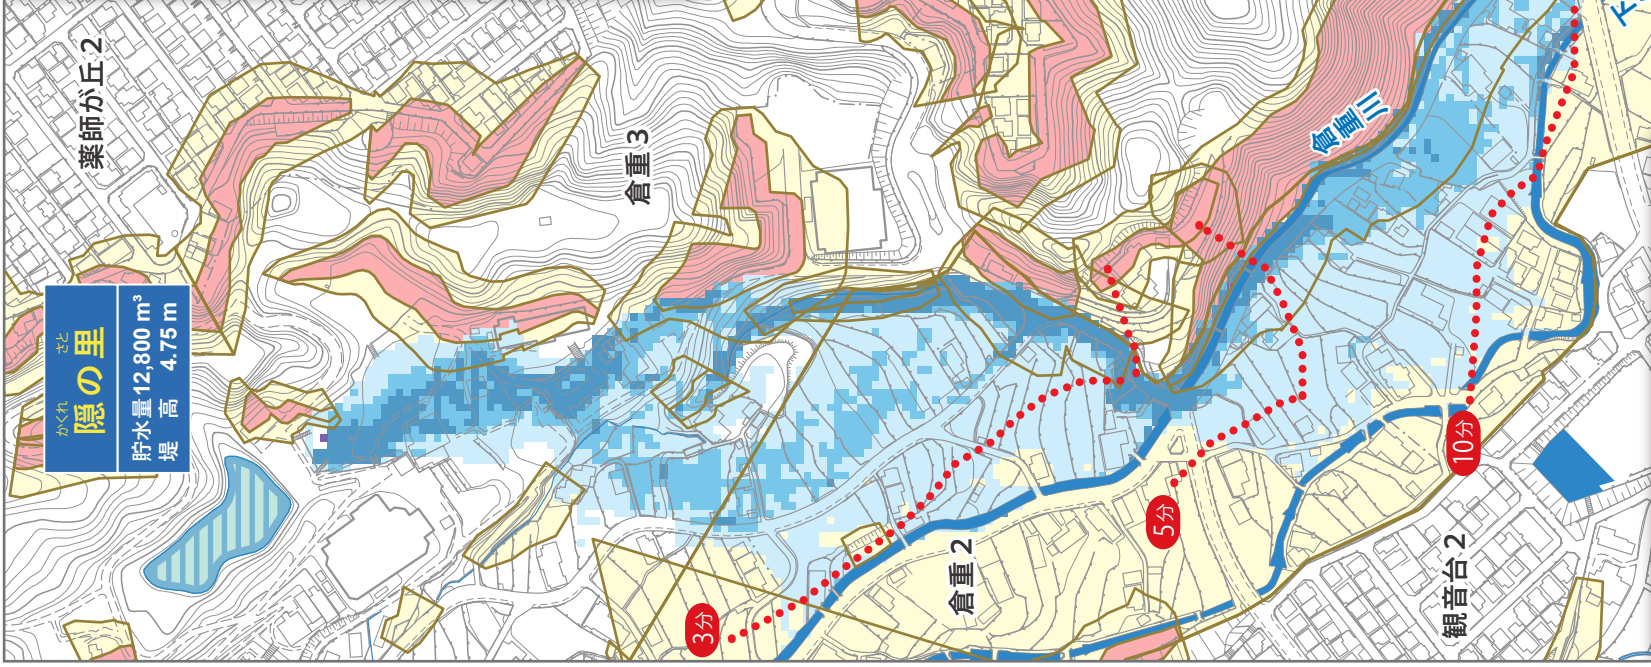 かくれ さと
隠の里
貯水量12,800 m³
堤 高 4.75 m
薬師が丘2
倉重3
倉重川
倉重2
観音台2
3分
5分
10分